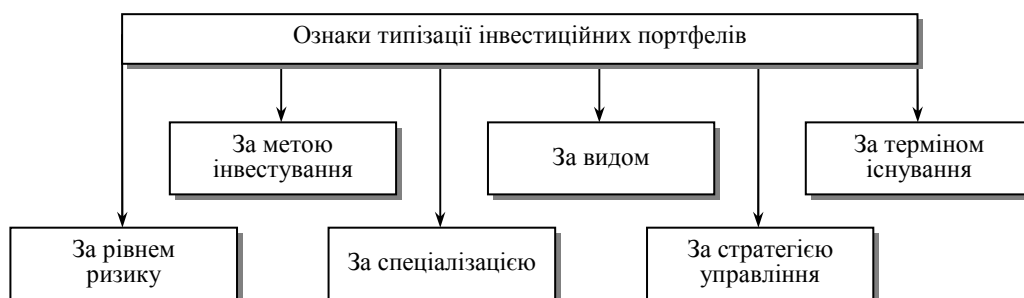 Ознаки типізації інвестиційних портфелів
За метою
інвестування
За видом
За терміном
існування
За рівнем
ризику
За спеціалізацією
За стратегією
управління